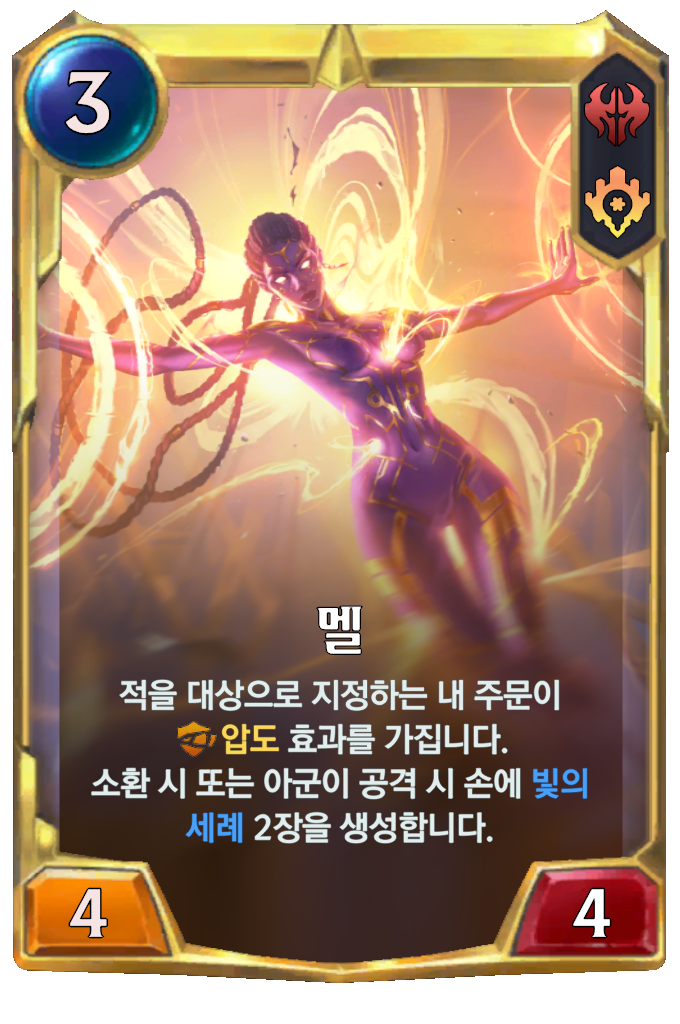 3
멜
적을 대상으로 지정하는 내 주문이
압도 효과를 가집니다.
소환 시 또는 아군이 공격 시 손에 빛의
세례 2장을 생성합니다.
4
4